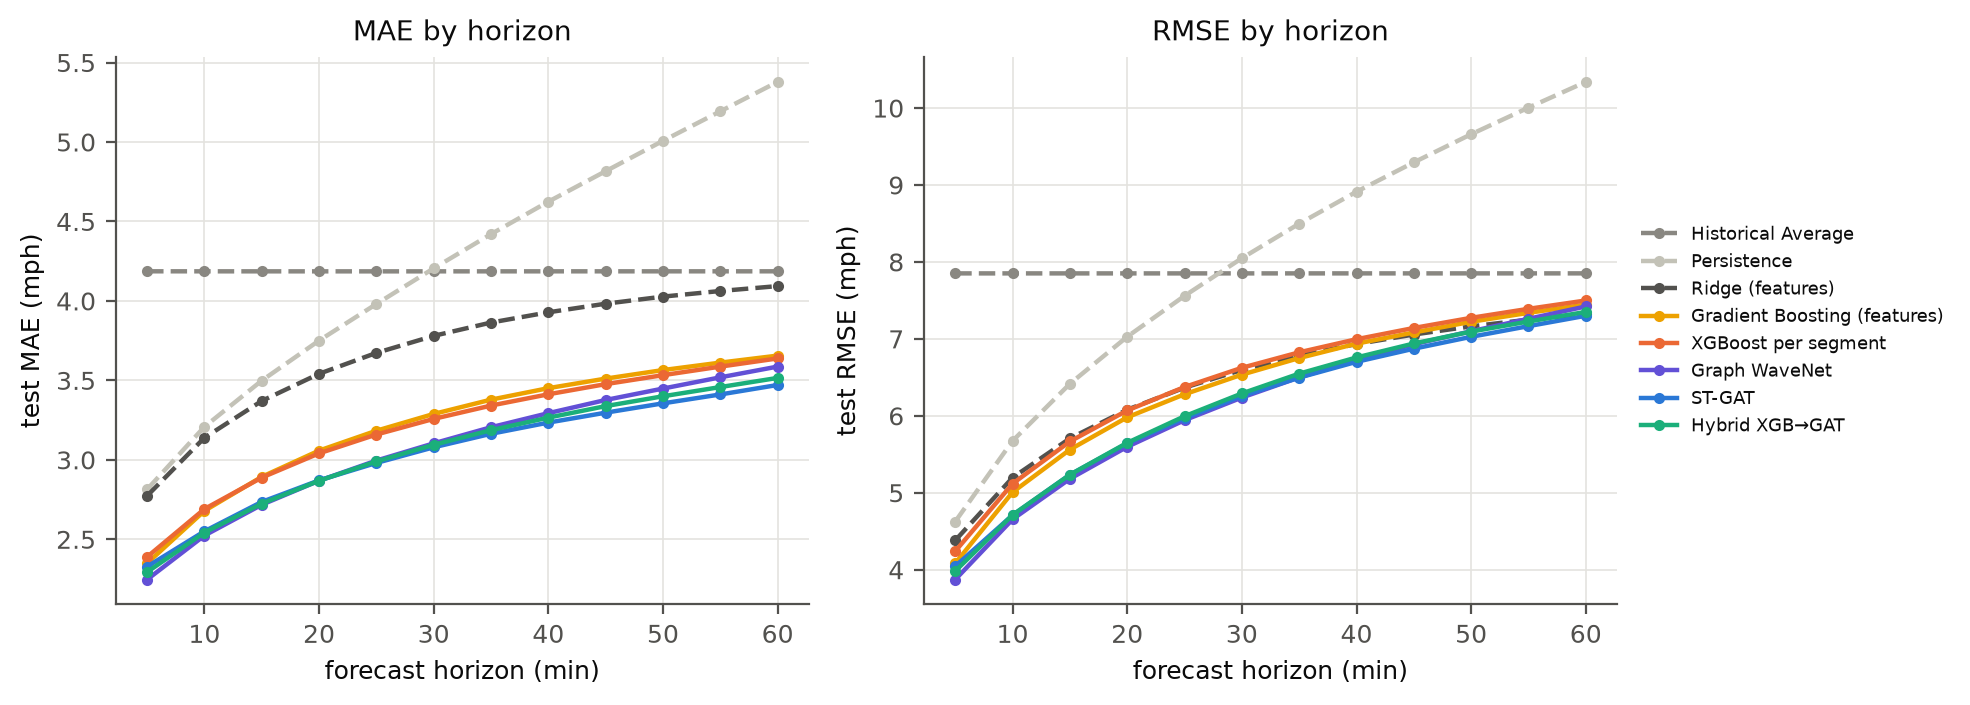 MAE by horizon
test MAE (mph)
5.5
5.0
4.5
4.0
3.5
3.0
2.5
10 20 30 40 50 60
forecast horizon (min)
RMSE by horizon
test RMSE (mph)
10
9
8
7
6
5
4
10 20 30 40 50 60
forecast horizon (min)
Historical Average
Persistence
Ridge (features)
Gradient Boosting (features)
XGBoost per segment
Graph WaveNet
ST-GAT
Hybrid XGB→GAT